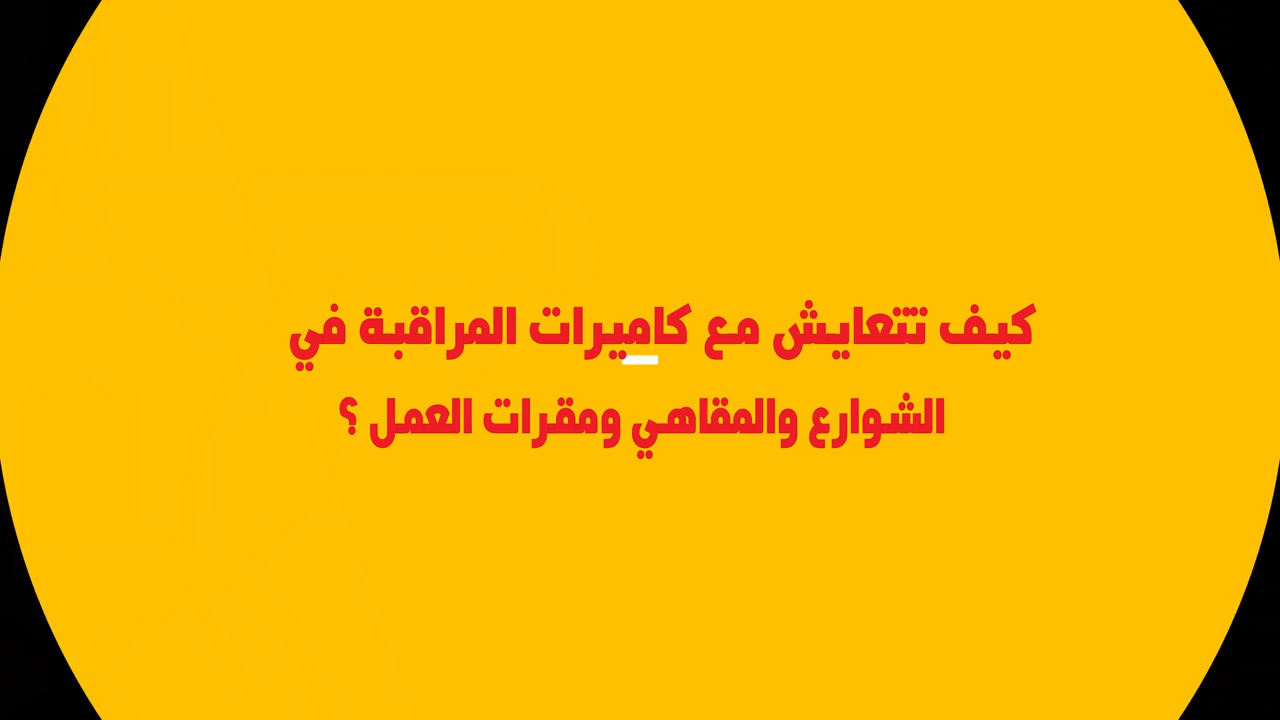 كيف تتعايش مع كاميرات المراقبة في
الشوارع والمقاهي ومقرات العمل ؟